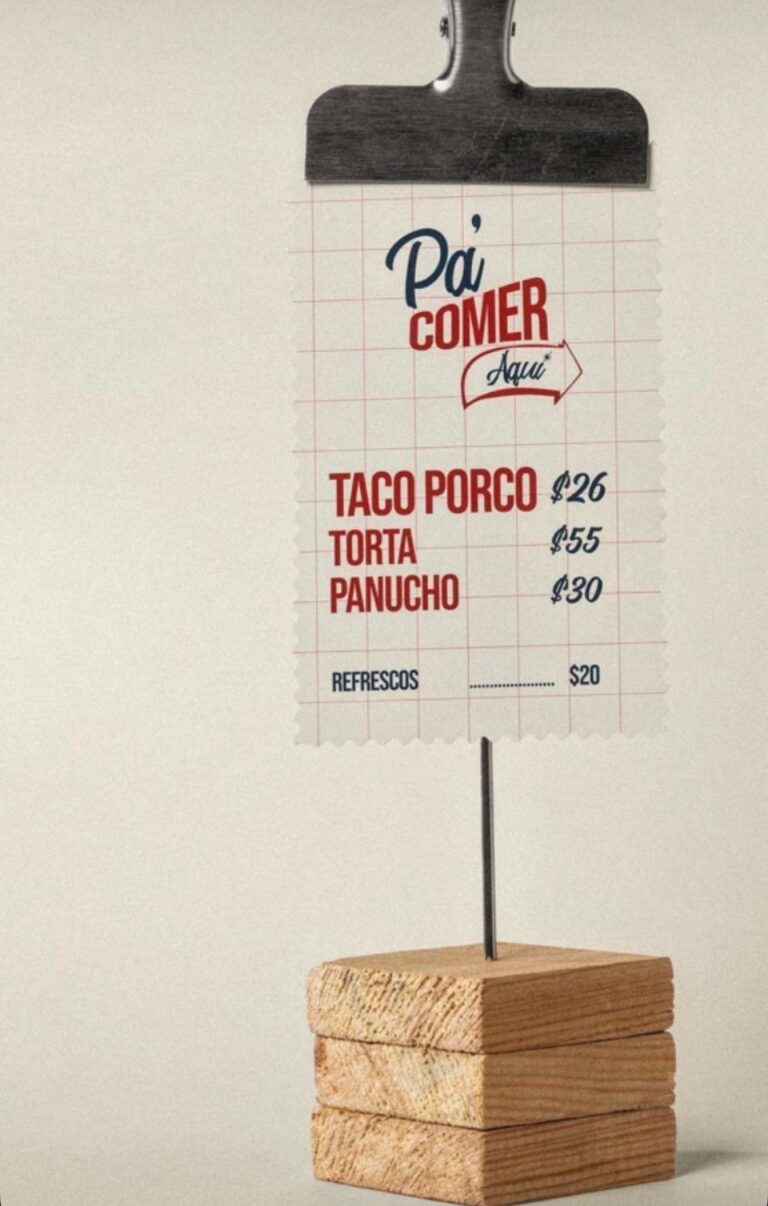 Pa'
COMER
Aquí*
TACO PORCO $26
TORTA $55
PANUCHO $30
REFRESCOS .................... $20